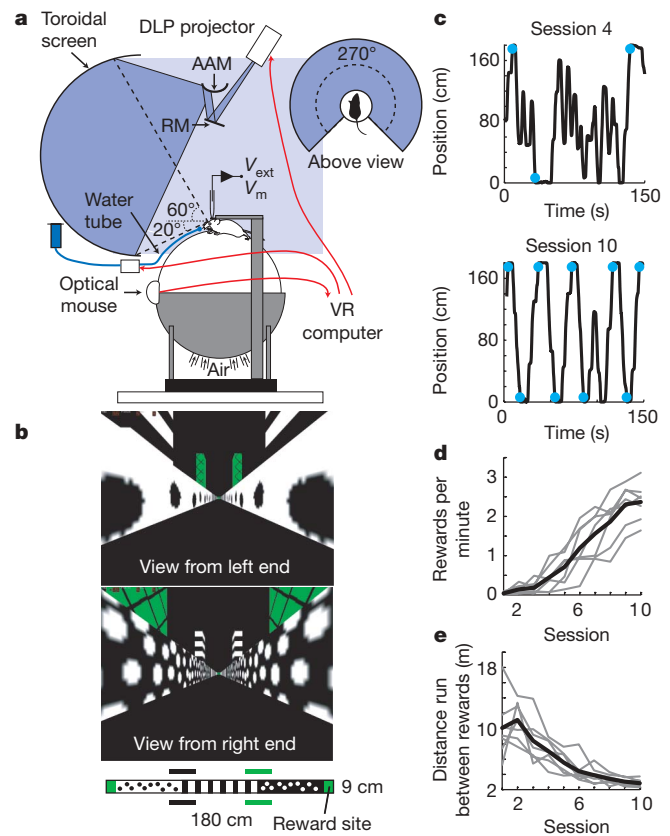 a
Toroidal
screen
DLP projector
AAM
RM
270°
Above view
V ext
V m
Water
tube
60°
20°
Optical
mouse
VR
computer
Air
b
View from left end
View from right end
9 cm
180 cm
Reward site
c
Session 4
Position (cm)
180
80
0
0
150
Time (s)
Session 10
Position (cm)
160
80
0
0
150
Time (s)
d
Rewards per
minute
3
2
1
0
2
6
10
Session
e
Distance run
between rewards (m)
18
14
10
6
2
2
6
10
Session